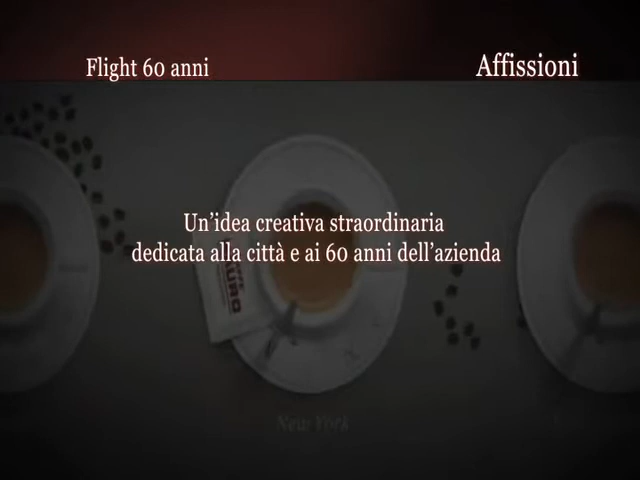 Flight 60 anni
Affissioni
Un'idea creativa straordinaria
dedicata alla città e ai 60 anni dell'azienda
New York